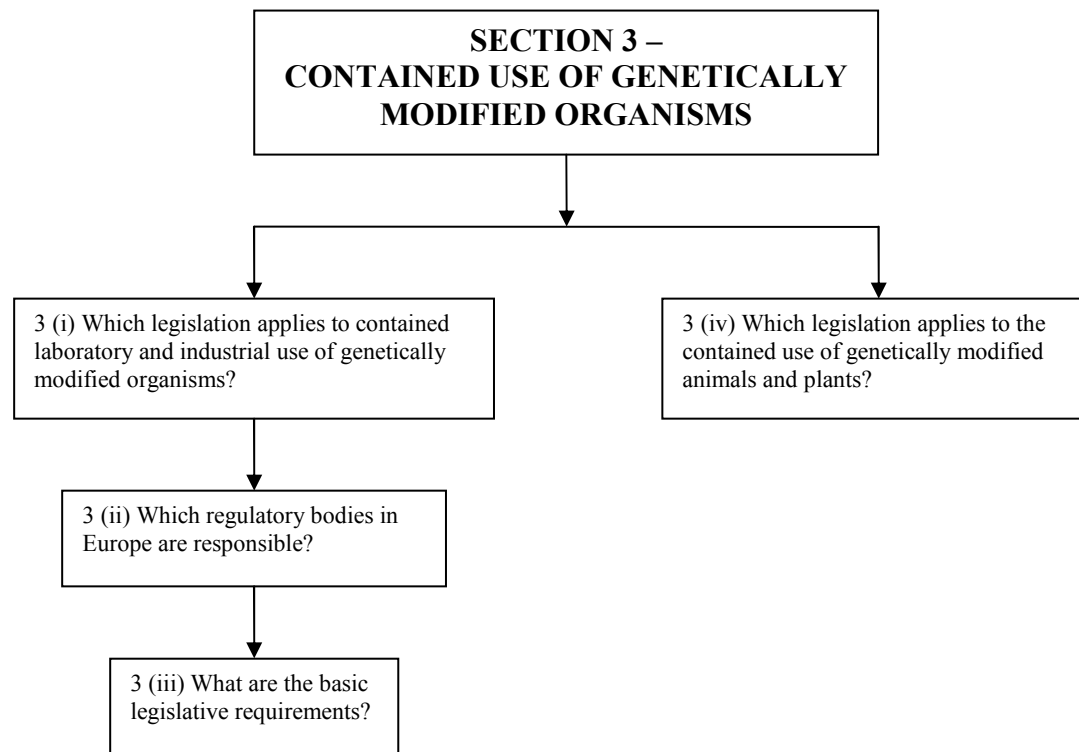 SECTION 3 –
CONTAINED USE OF GENETICALLY
MODIFIED ORGANISMS
3 (i) Which legislation applies to contained
laboratory and industrial use of genetically
modified organisms?
3 (iv) Which legislation applies to the
contained use of genetically modified
animals and plants?
3 (ii) Which regulatory bodies in
Europe are responsible?
3 (iii) What are the basic
legislative requirements?